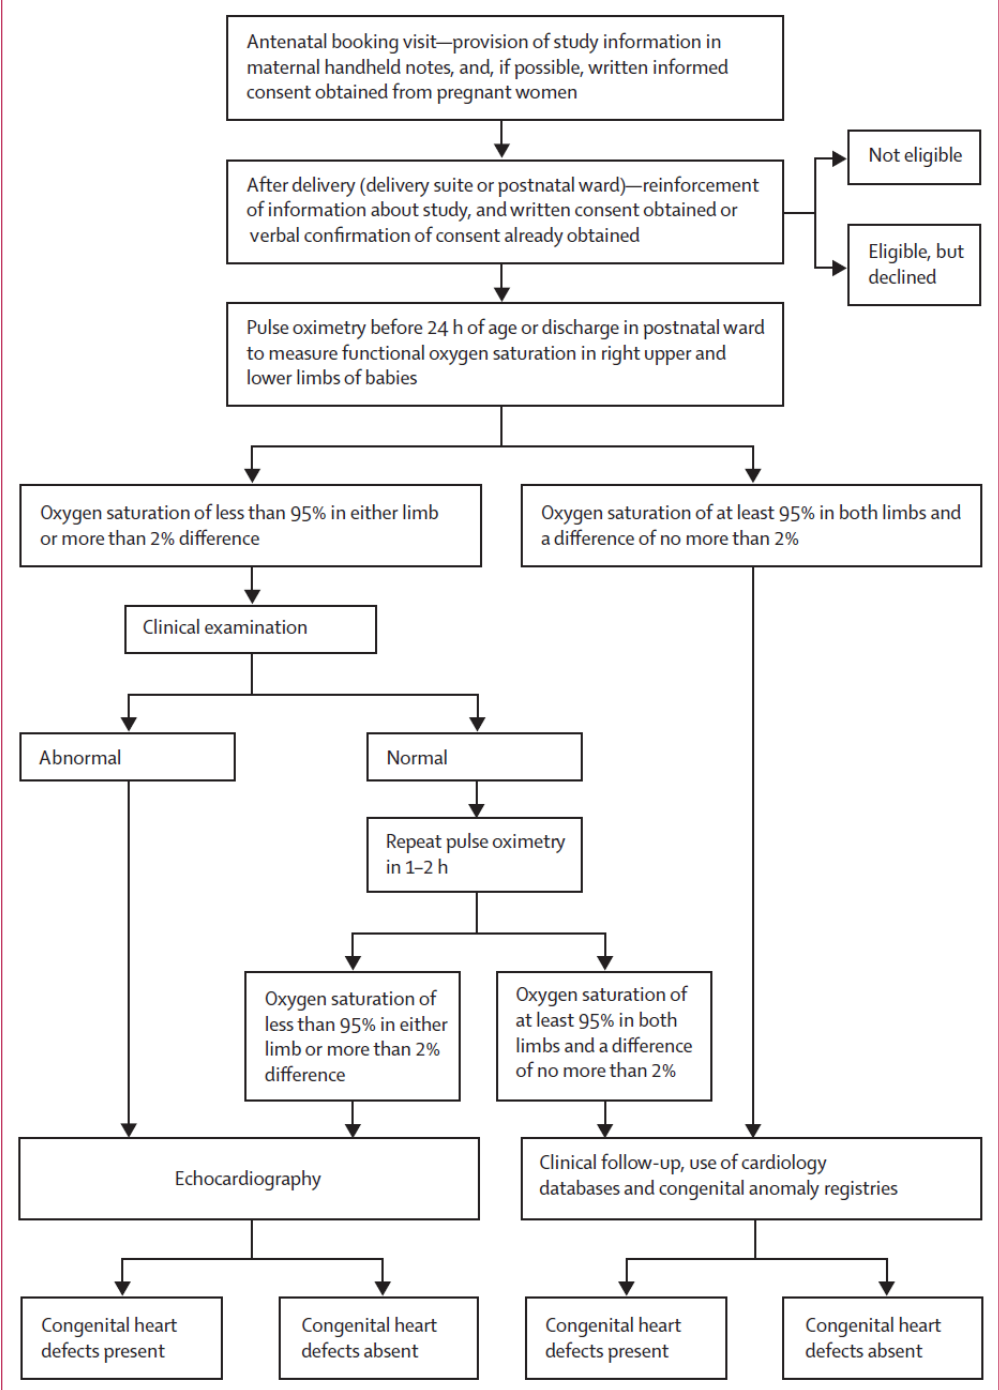 Antenatal booking visit—provision of study information in
maternal handheld notes, and, if possible, written informed
consent obtained from pregnant women
Not eligible
After delivery (delivery suite or postnatal ward)—reinforcement
of information about study, and written consent obtained or
verbal confirmation of consent already obtained
Eligible, but
declined
Pulse oximetry before 24 h of age or discharge in postnatal ward
to measure functional oxygen saturation in right upper and
lower limbs of babies
Oxygen saturation of less than 95% in either limb
or more than 2% difference
Oxygen saturation of at least 95% in both limbs and
a difference of no more than 2%
Clinical examination
Abnormal
Normal
Repeat pulse oximetry
in 1–2 h
Oxygen saturation of
less than 95% in either
limb or more than 2%
difference
Oxygen saturation of
at least 95% in both
limbs and a difference
of no more than 2%
Echocardiography
Clinical follow-up, use of cardiology
databases and congenital anomaly registries
Congenital heart
defects present
Congenital heart
defects absent
Congenital heart
defects present
Congenital heart
defects absent